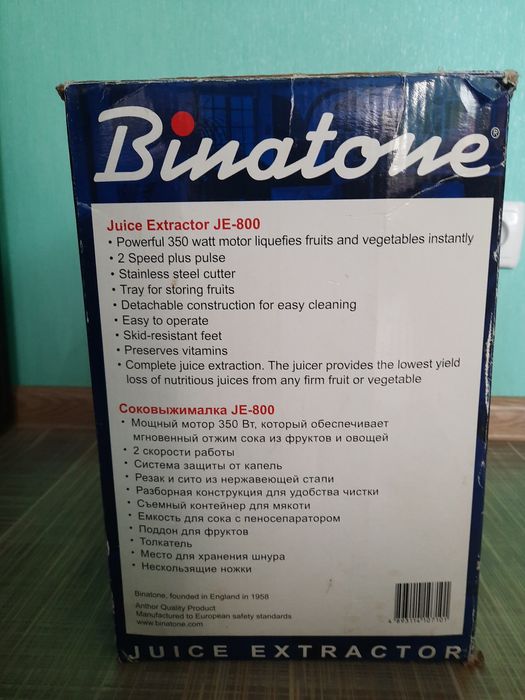 Binatone®
Juice Extractor JE-800
• Powerful 350 watt motor liquefies fruits and vegetables instantly
• 2 Speed plus pulse
• Stainless steel cutter
• Tray for storing fruits
• Detachable construction for easy cleaning
• Easy to operate
• Skid-resistant feet
• Preserves vitamins
• Complete juice extraction. The juicer provides the lowest yield
loss of nutritious juices from any firm fruit or vegetable
Соковыжималка JE-800
• Мощный мотор 350 Вт, который обеспечивает
мгновенный отжим сока из фруктов и овощей
• 2 скорости работы
• Система защиты от капель
• Резак и сито из нержавеющей стали
• Разборная конструкция для удобства чистки
• Съемный контейнер для мякоти
• Емкость для сока с пеносепаратором
• Поддон для фруктов
• Толкатель
• Место для хранения шнура
• Нескользящие ножки
Binatone, founded in England in 1958
Anthor Quality Product
Manufactured to European safety standards
www.binatone.com
4 893114 107101
JUICE EXTRACTOR